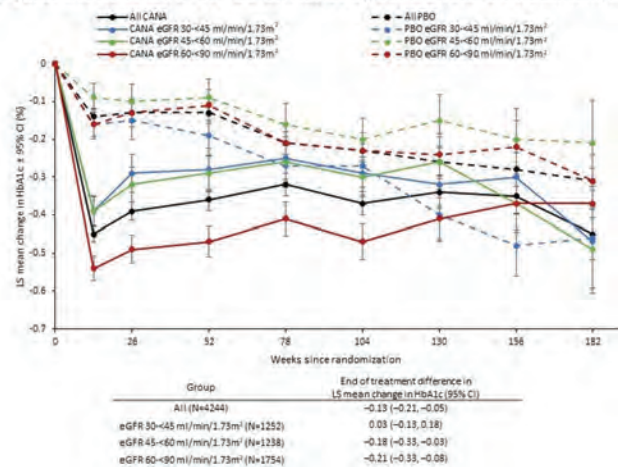 All CANA
All PBO
CANA eGFR 30-<45 ml/min/1.73m²
PBO eGFR 30-<45 ml/min/1.73m²
CANA eGFR 45-<60 ml/min/1.73m²
PBO eGFR 45-<60 ml/min/1.73m²
CANA eGFR 60-<90 ml/min/1.73m²
PBO eGFR 60-<90 ml/min/1.73m²
LS mean change in HbA1c ± 95% CI (%)
0
-0.1
-0.2
-0.3
-0.4
-0.5
-0.6
-0.7
0 26 52 78 104 130 156 182
Weeks since randomization
Group End of treatment difference in LS mean change in HbA1c (95% CI)
All (N=4244) −0.13 (−0.21, −0.05)
eGFR 30-<45 ml/min/1.73m² (N=1252) 0.03 (−0.13, 0.18)
eGFR 45-<60 ml/min/1.73m² (N=1238) −0.18 (−0.33, −0.03)
eGFR 60-<90 ml/min/1.73m² (N=1754) −0.21 (−0.33, −0.08)